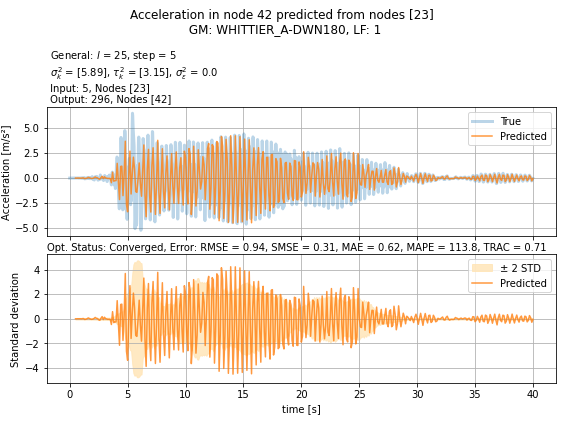 Acceleration in node 42 predicted from nodes [23]
GM: WHITTIER_A-DWN180, LF: 1
General: l = 25, step = 5
σ²ₖ = [5.89], τ²ₖ = [3.15], σ²ₑ = 0.0
Input: 5, Nodes [23]
Output: 296, Nodes [42]
True
Predicted
Acceleration [m/s²]
5.0
2.5
0.0
−2.5
−5.0
Opt. Status: Converged, Error: RMSE = 0.94, SMSE = 0.31, MAE = 0.62, MAPE = 113.8, TRAC = 0.71
± 2 STD
Predicted
Standard deviation
4
2
0
−2
−4
0 5 10 15 20 25 30 35 40
time [s]